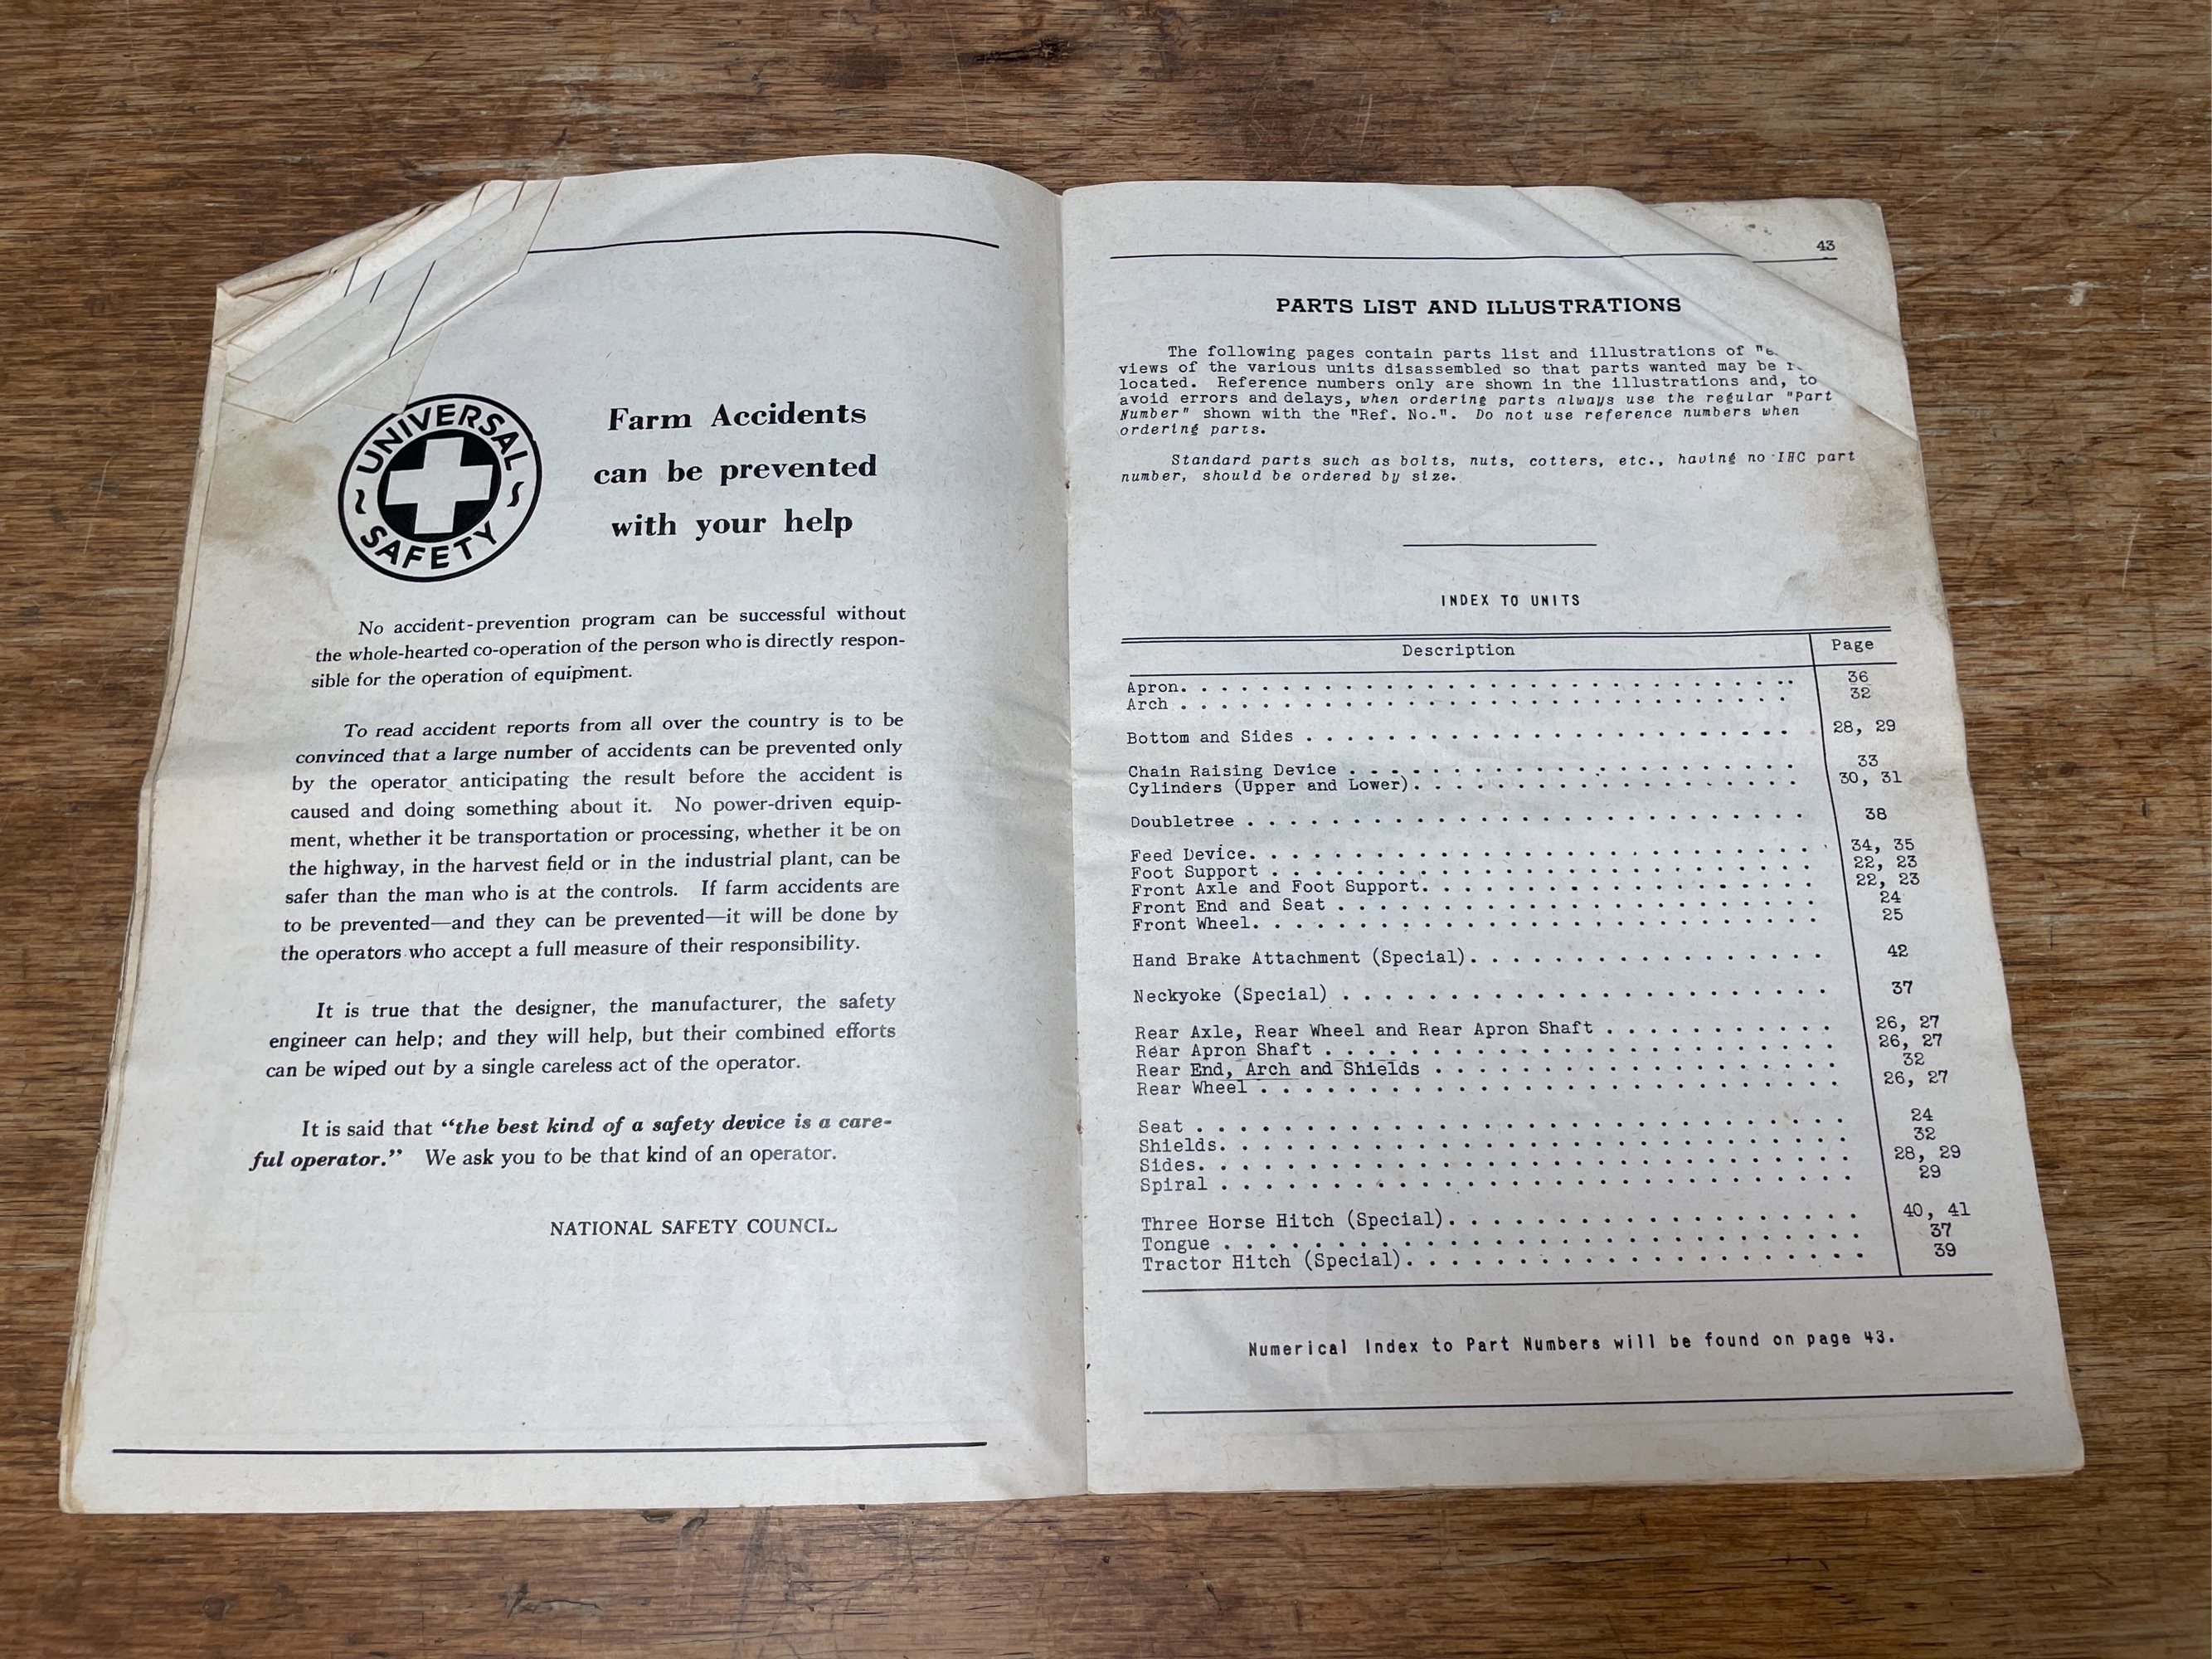 UNIVERSAL
SAFETY
Farm Accidents
can be prevented
with your help
No accident-prevention program can be successful without
the whole-hearted co-operation of the person who is directly respon-
sible for the operation of equipment.
To read accident reports from all over the country is to be
convinced that a large number of accidents can be prevented only
by the operator anticipating the result before the accident is
caused and doing something about it. No power-driven equip-
ment, whether it be transportation or processing, whether it be on
the highway, in the harvest field or in the industrial plant, can be
safer than the man who is at the controls. If farm accidents are
to be prevented—and they can be prevented—it will be done by
the operators who accept a full measure of their responsibility.
It is true that the designer, the manufacturer, the safety
engineer can help; and they will help, but their combined efforts
can be wiped out by a single careless act of the operator.
It is said that "the best kind of a safety device is a care-
ful operator." We ask you to be that kind of an operator.
NATIONAL SAFETY COUNCIL
43
PARTS LIST AND ILLUSTRATIONS
The following pages contain parts list and illustrations of
views of the various units disassembled so that parts wanted may be
located. Reference numbers only are shown in the illustrations and, to
avoid errors and delays, when ordering parts always use the regular "Part
Number" shown with the "Ref. No.". Do not use reference numbers when
ordering parts.
Standard parts such as bolts, nuts, cotters, etc., having no IHC part
number, should be ordered by size.
INDEX TO UNITS
Description Page
Apron. . . . . . . . . . . . . . . . . . . . . . 36
Arch . . . . . . . . . . . . . . . . . . . . . . 32
Bottom and Sides . . . . . . . . . . . . . . . . 28, 29
Chain Raising Device . . . . . . . . . . . . . . 33
Cylinders (Upper and Lower). . . . . . . . . . . 30, 31
Doubletree . . . . . . . . . . . . . . . . . . . 38
Feed Device. . . . . . . . . . . . . . . . . . . 34, 35
Foot Support . . . . . . . . . . . . . . . . . . 22, 23
Front Axle and Foot Support. . . . . . . . . . . 22, 23
Front End and Seat . . . . . . . . . . . . . . . 24
Front Wheel. . . . . . . . . . . . . . . . . . . 25
Hand Brake Attachment (Special). . . . . . . . . 42
Neckyoke (Special) . . . . . . . . . . . . . . . 37
Rear Axle, Rear Wheel and Rear Apron Shaft . . . 26, 27
Rear Apron Shaft . . . . . . . . . . . . . . . . 26, 27
Rear End, Arch and Shields . . . . . . . . . . . 32
Rear Wheel . . . . . . . . . . . . . . . . . . . 26, 27
Seat . . . . . . . . . . . . . . . . . . . . . . 24
Shields. . . . . . . . . . . . . . . . . . . . . 32
Sides. . . . . . . . . . . . . . . . . . . . . . 28, 29
Spiral . . . . . . . . . . . . . . . . . . . . . 29
Three Horse Hitch (Special). . . . . . . . . . . 40, 41
Tongue . . . . . . . . . . . . . . . . . . . . . 37
Tractor Hitch (Special). . . . . . . . . . . . . 39
Numerical Index to Part Numbers will be found on page 43.